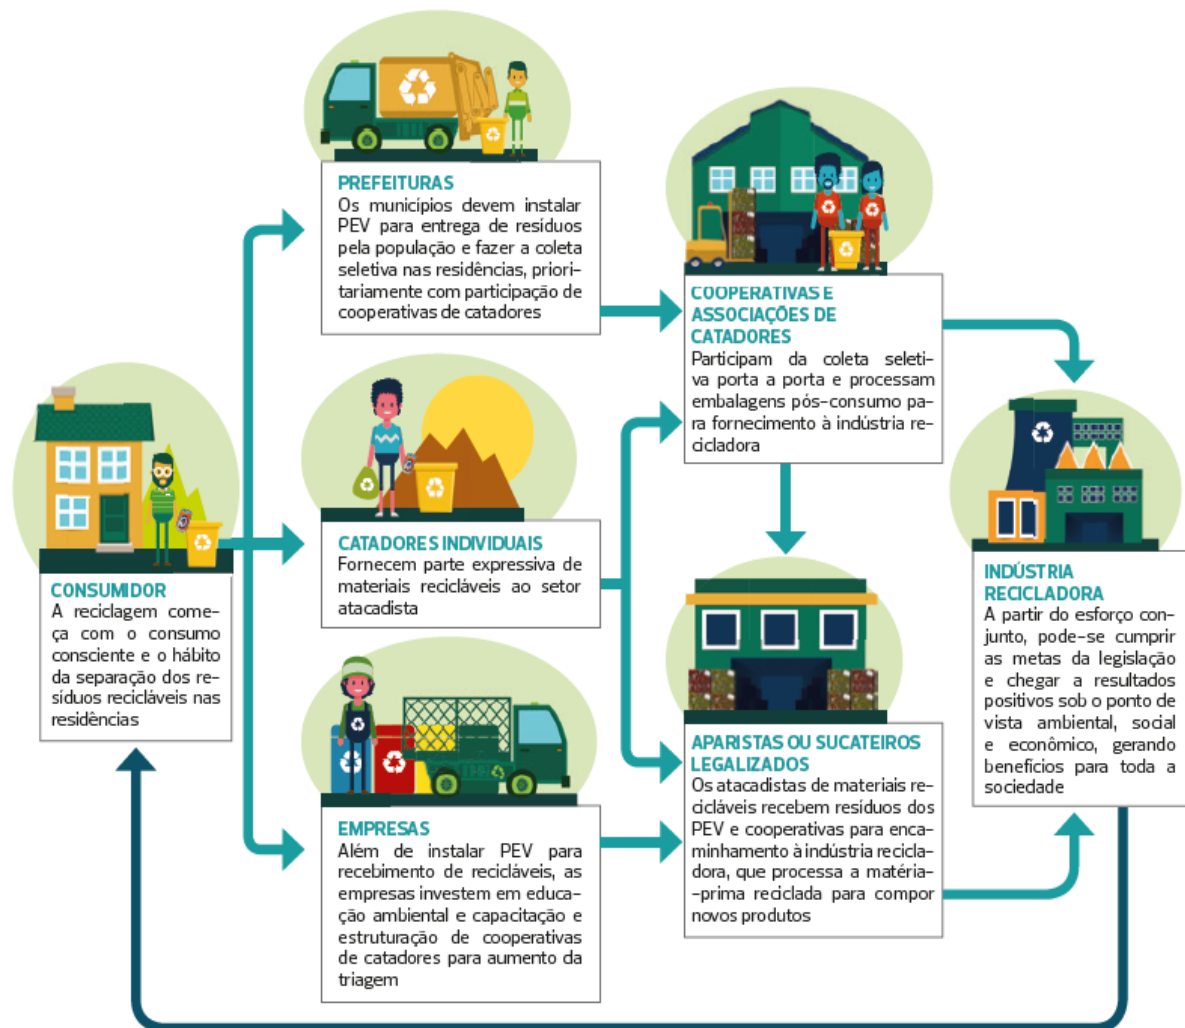 PREFEITURAS
Os municípios devem instalar
PEV para entrega de resíduos
pela população e fazer a coleta
seletiva nas residências, priori-
tariamente com participação de
cooperativas de catadores
COOPERATIVAS E
ASSOCIAÇÕES DE
CATADORES
Participam da coleta seleti-
va porta a porta e processam
embalagens pós-consumo pa-
ra fornecimento à indústria re-
cicladora
CONSUMIDOR
A reciclagem come-
ça com o consumo
consciente e o hábito
da separação dos re-
síduos recicláveis nas
residências
CATADORES INDIVIDUAIS
Fornecem parte expressiva de
materiais recicláveis ao setor
atacadista
INDÚSTRIA
RECICLADORA
A partir do esforço con-
junto, pode-se cumprir
as metas da legislação
e chegar a resultados
positivos sob o ponto de
vista ambiental, social
e econômico, gerando
benefícios para toda a
sociedade
EMPRESAS
Além de instalar PEV para
recebimento de recicláveis, as
empresas investem em educa-
ção ambiental e capacitação e
estruturação de cooperativas
de catadores para aumento da
triagem
APARISTAS OU SUCATEIROS
LEGALIZADOS
Os atacadistas de materiais re-
cicláveis recebem resíduos dos
PEV e cooperativas para enca-
minhamento à indústria recicla-
dora, que processa a matéria-
-prima reciclada para compor
novos produtos